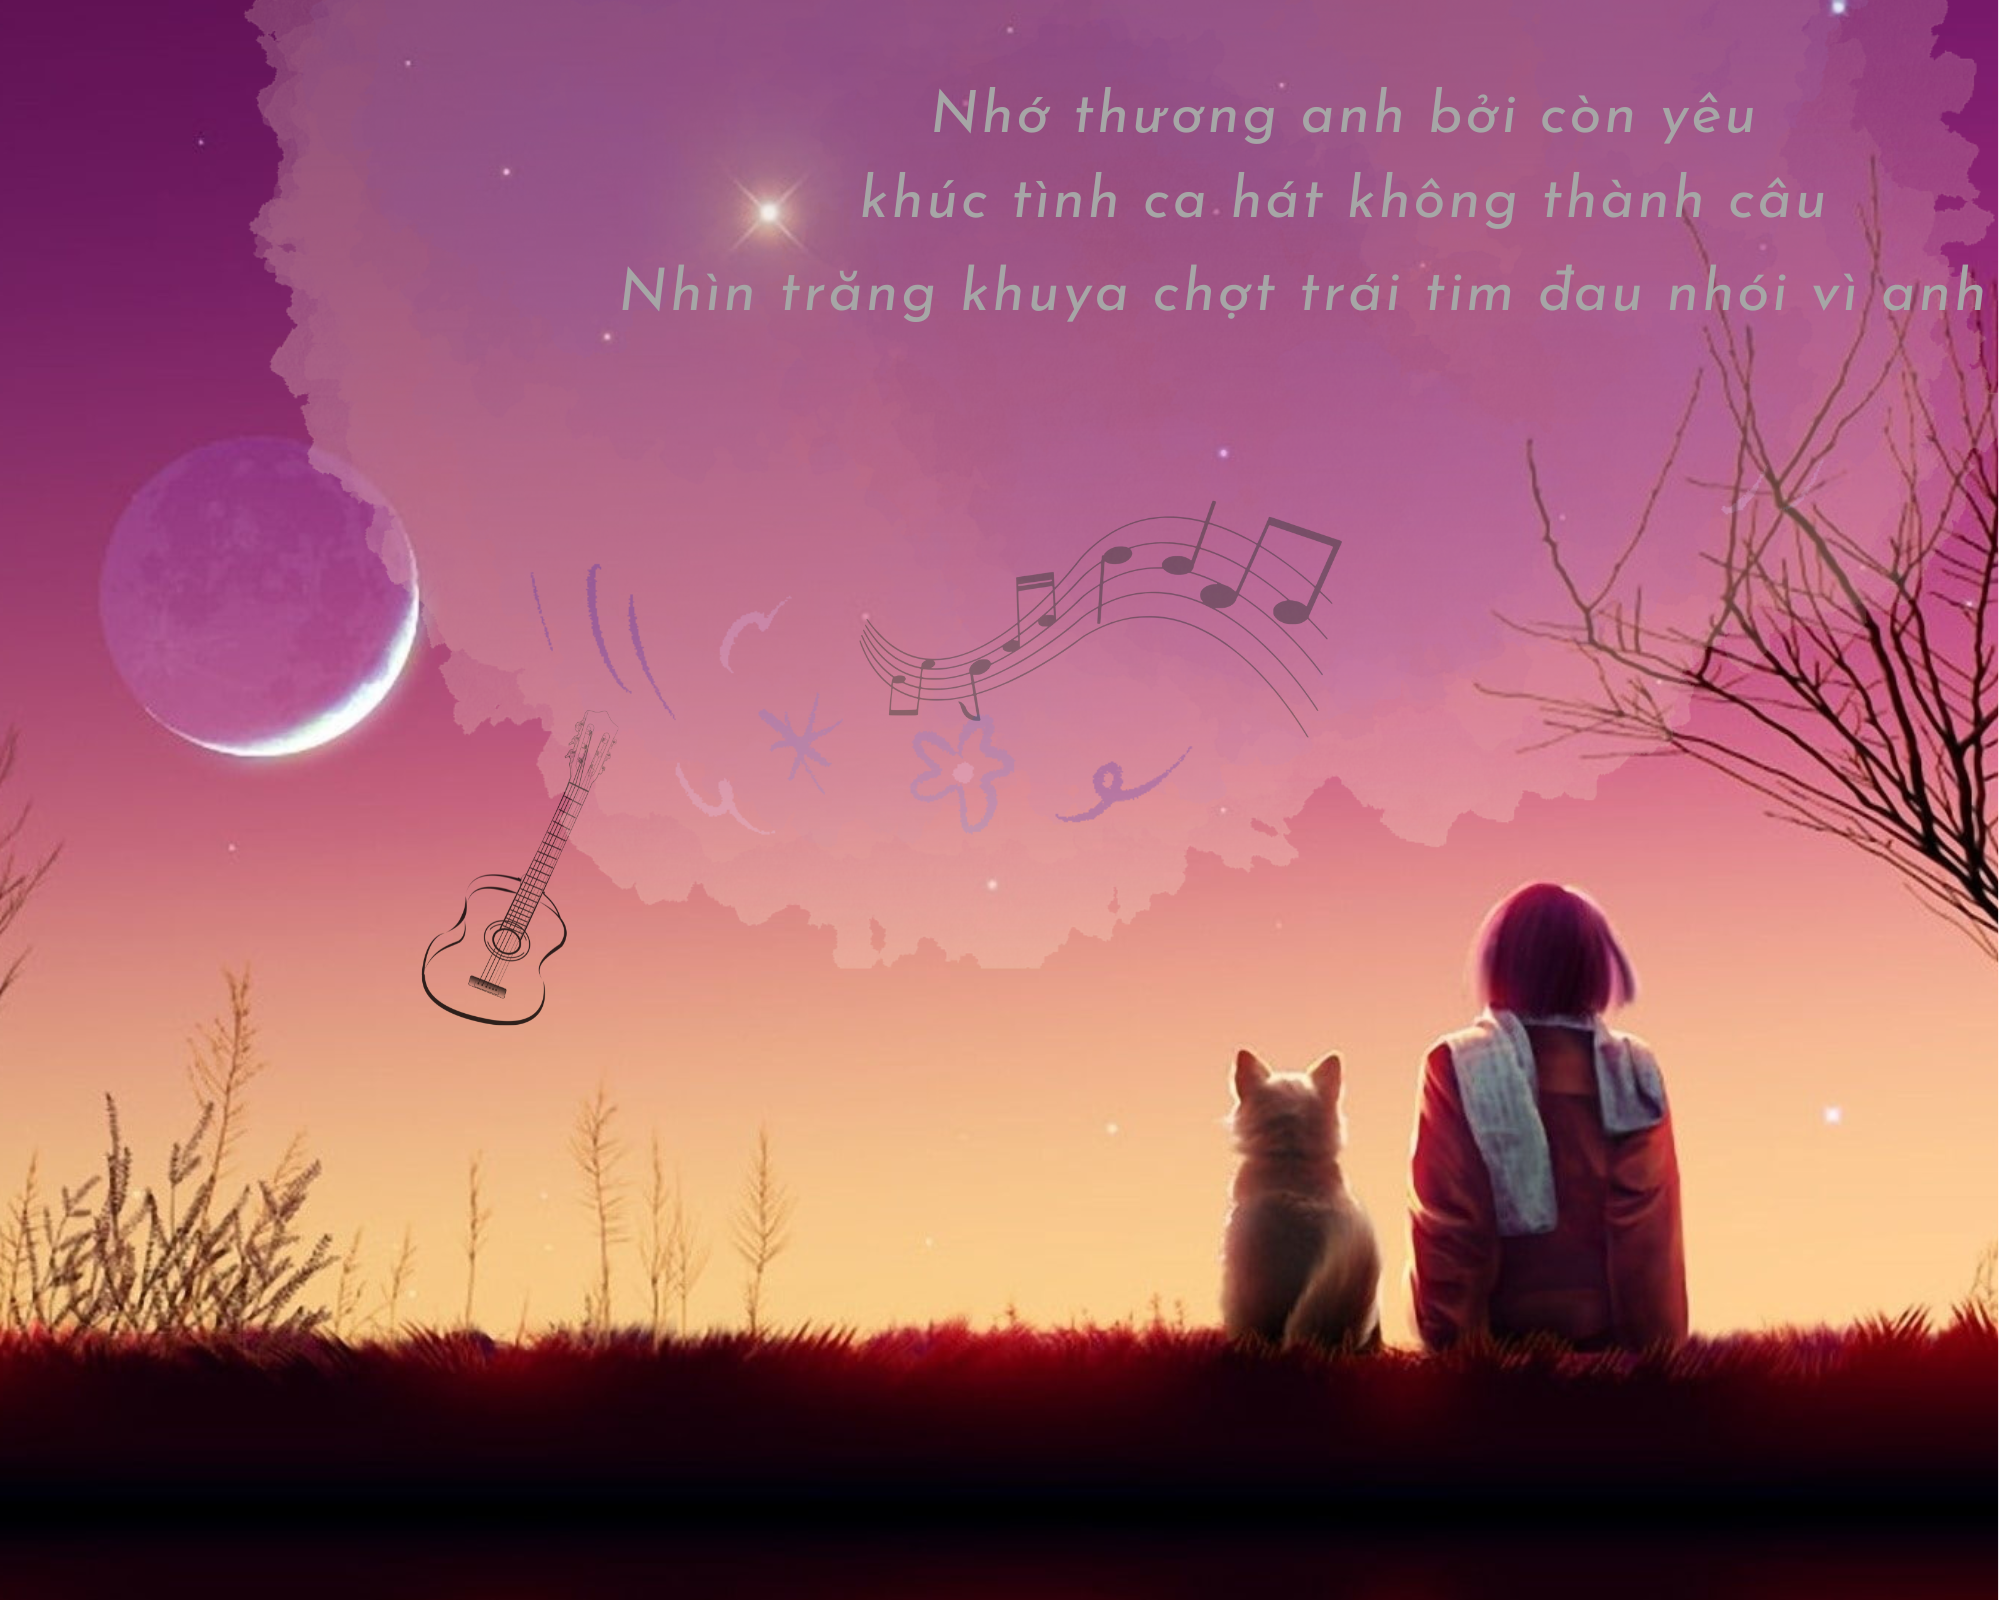 Nhớ thương anh bởi còn yêu
khúc tình ca hát không thành câu
Nhìn trăng khuya chợt trái tim đau nhói vì anh